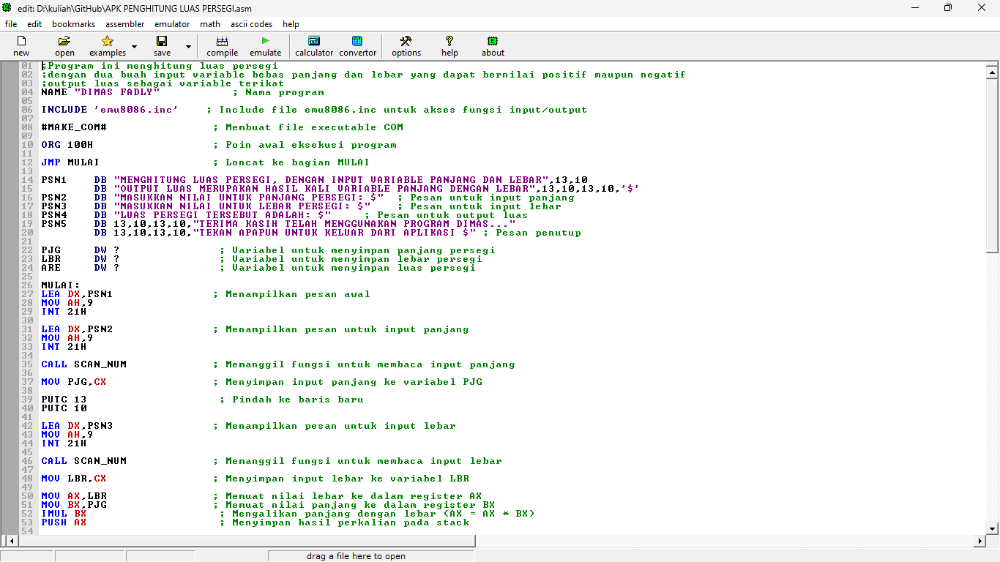 edit: D:\kuliah\GitHub\APK PENGHITUNG LUAS PERSEGI.asm
file edit bookmarks assembler emulator math ascii codes help
new open examples save compile emulate calculator convertor options help about
01 ;Program ini menghitung luas persegi
02 ;dengan dua buah input variable bebas panjang dan lebar yang dapat bernilai positif maupun negatif
03 ;output luas sebagai variable terikat
04 NAME "DIMAS FADLY" ; Nama program
05
06 INCLUDE 'emu8086.inc' ; Include file emu8086.inc untuk akses fungsi input/output
07
08 #MAKE_COM# ; Membuat file executable COM
09
10 ORG 100H ; Poin awal eksekusi program
11
12 JMP MULAI ; Loncat ke bagian MULAI
13
14 PSN1 DB "MENGHITUNG LUAS PERSEGI, DENGAN INPUT VARIABLE PANJANG DAN LEBAR",13,10
15 DB "OUTPUT LUAS MERUPAKAN HASIL KALI VARIABLE PANJANG DENGAN LEBAR",13,10,13,10,'$'
16 PSN2 DB "MASUKKAN NILAI UNTUK PANJANG PERSEGI: $" ; Pesan untuk input panjang
17 PSN3 DB "MASUKKAN NILAI UNTUK LEBAR PERSEGI: $" ; Pesan untuk input lebar
18 PSN4 DB "LUAS PERSEGI TERSEBUT ADALAH: $" ; Pesan untuk output luas
19 PSN5 DB 13,10,13,10,"TERIMA KASIH TELAH MENGGUNAKAN PROGRAM DIMAS..."
20 DB 13,10,13,10,"TEKAN APAPUN UNTUK KELUAR DARI APLIKASI $" ; Pesan penutup
21
22 PJG DW ? ; Variabel untuk menyimpan panjang persegi
23 LBR DW ? ; Variabel untuk menyimpan lebar persegi
24 ARE DW ? ; Variabel untuk menyimpan luas persegi
25
26 MULAI:
27 LEA DX,PSN1 ; Menampilkan pesan awal
28 MOV AH,9
29 INT 21H
30
31 LEA DX,PSN2 ; Menampilkan pesan untuk input panjang
32 MOV AH,9
33 INT 21H
34
35 CALL SCAN_NUM ; Memanggil fungsi untuk membaca input panjang
36
37 MOV PJG,CX ; Menyimpan input panjang ke variabel PJG
38
39 PUTC 13 ; Pindah ke baris baru
40 PUTC 10
41
42 LEA DX,PSN3 ; Menampilkan pesan untuk input lebar
43 MOV AH,9
44 INT 21H
45
46 CALL SCAN_NUM ; Memanggil fungsi untuk membaca input lebar
47
48 MOV LBR,CX ; Menyimpan input lebar ke variabel LBR
49
50 MOV AX,LBR ; Memuat nilai lebar ke dalam register AX
51 MOV BX,PJG ; Memuat nilai panjang ke dalam register BX
52 IMUL BX ; Mengalikan panjang dengan lebar (AX = AX * BX)
53 PUSH AX ; Menyimpan hasil perkalian pada stack
54
drag a file here to open